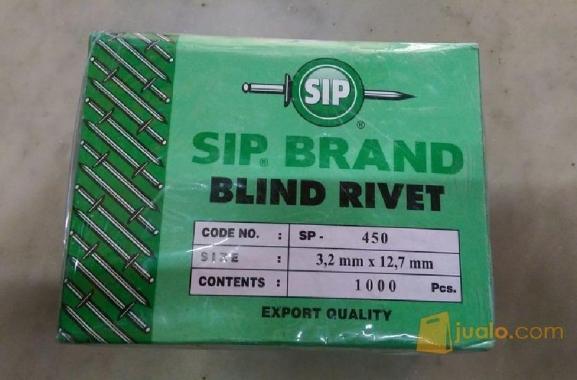 SIP
®
SIP® BRAND
BLIND RIVET
CODE NO. : SP - 450
SIZE : 3,2 mm x 12,7 mm
CONTENTS : 1000 Pcs.
EXPORT QUALITY
jualo.com